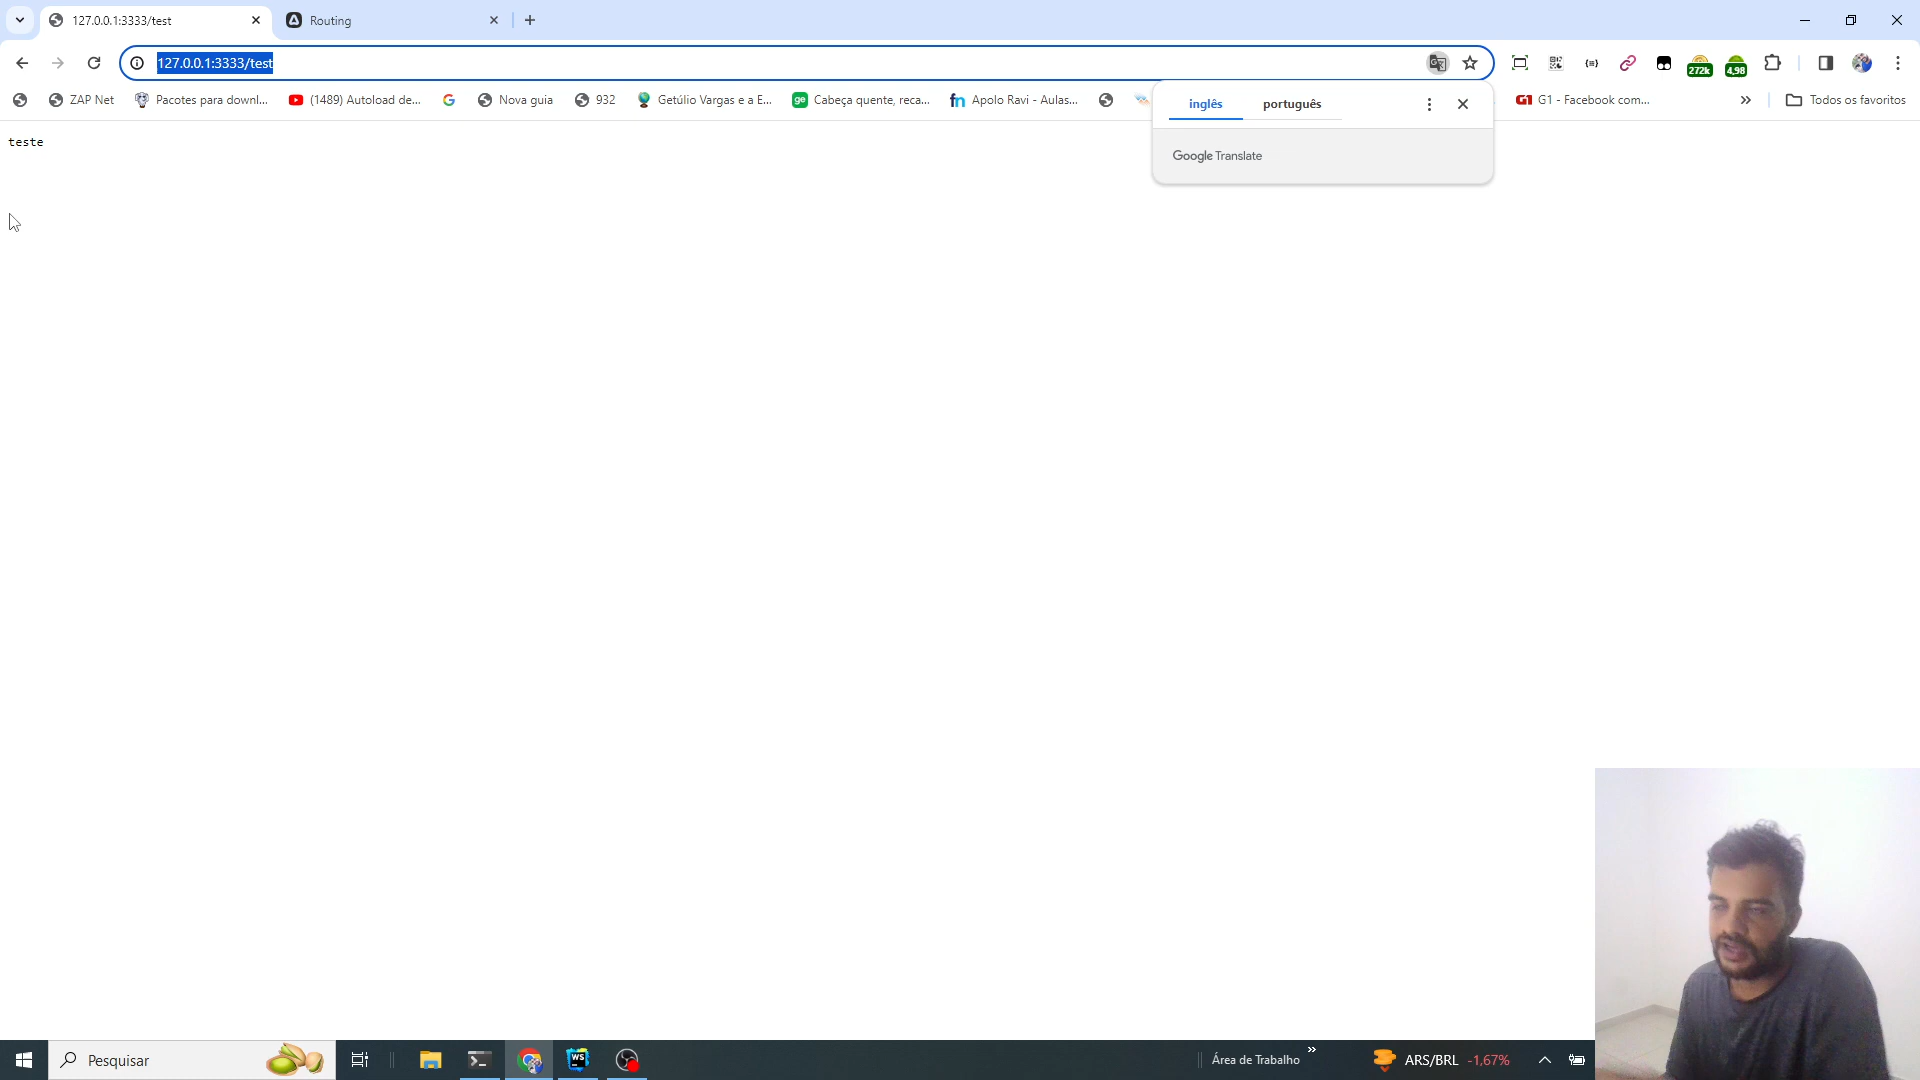 127.0.0.1:3333/test
Routing
127.0.0.1:3333/test
ZAP Net
Pacotes para downl...
(1489) Autoload de...
Nova guia
932
Getúlio Vargas e a E...
Cabeça quente, reca...
Apolo Ravi - Aulas...
G1 - Facebook com...
Todos os favoritos
272k
4,98
inglês
português
Google Translate
teste
Pesquisar
Área de Trabalho
ARS/BRL -1,67%